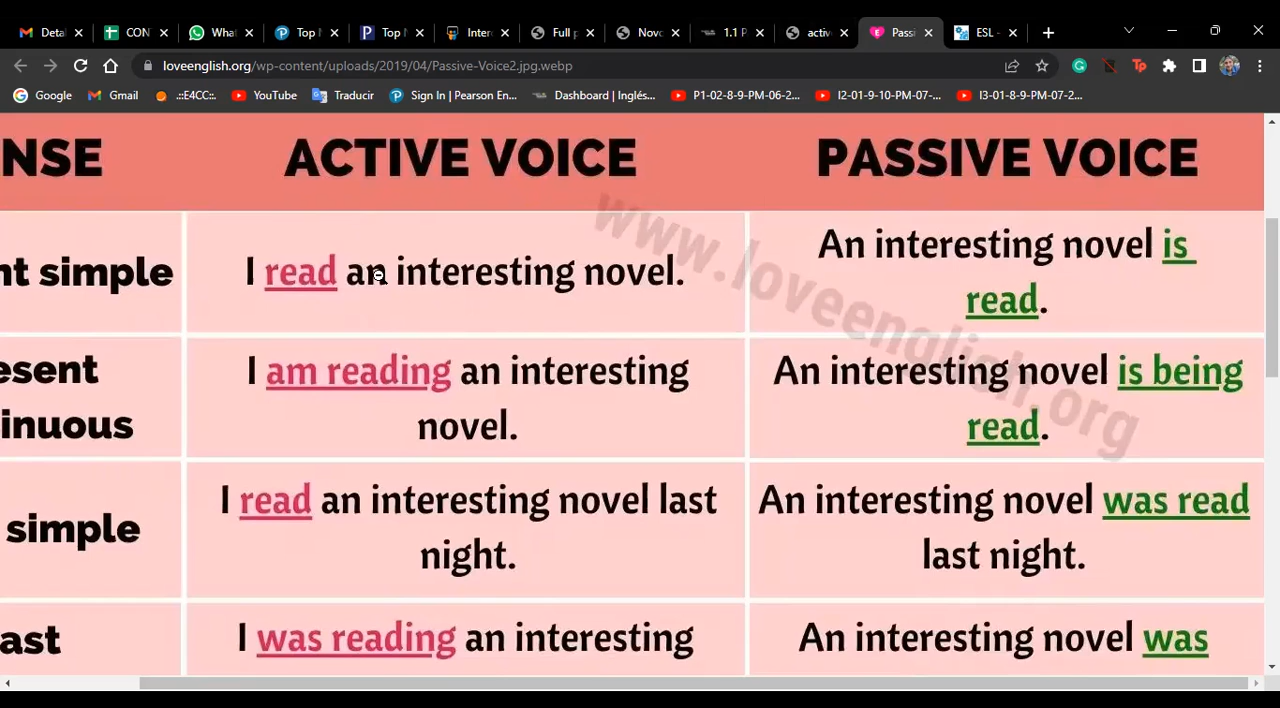 Detai
CON
What
Top N
Top N
Inter
Full p
Novo
1.1 P
activ
Passi
ESL -
loveenglish.org/wp-content/uploads/2019/04/Passive-Voice2.jpg.webp
Google
Gmail
.::E4CC::.
YouTube
Traducir
Sign In | Pearson En...
Dashboard | Inglés...
P1-02-8-9-PM-06-2...
I2-01-9-10-PM-07-...
I3-01-8-9-PM-07-2...
NSE ACTIVE VOICE PASSIVE VOICE
nt simple
I read an interesting novel.
An interesting novel is
read.
esent
inuous
I am reading an interesting
novel.
An interesting novel is being
read.
simple
I read an interesting novel last
night.
An interesting novel was read
last night.
ast
I was reading an interesting
An interesting novel was
www.loveenglish.org